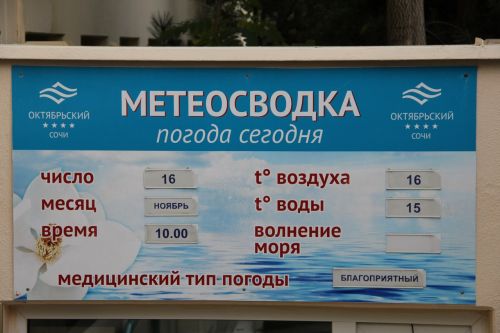 ОКТЯБРЬСКИЙ
СОЧИ
МЕТЕОСВОДКА
погода сегодня
ОКТЯБРЬСКИЙ
СОЧИ
число 16
t° воздуха 16
месяц НОЯБРЬ
t° воды 15
время 10.00
волнение
моря
медицинский тип погоды БЛАГОПРИЯТНЫЙ